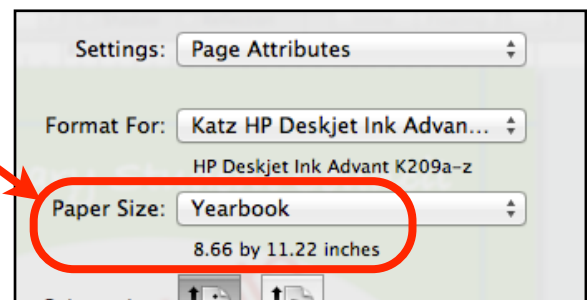 Settings: Page Attributes
Format For: Katz HP Deskjet Ink Advan...
HP Deskjet Ink Advant K209a-z
Paper Size: Yearbook
8.66 by 11.22 inches